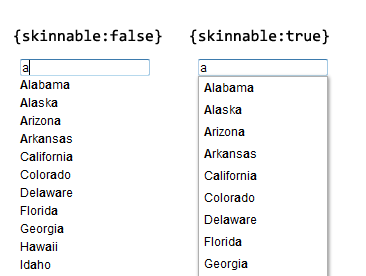 {skinnable:false}
a
Alabama
Alaska
Arizona
Arkansas
California
Colorado
Delaware
Florida
Georgia
Hawaii
Idaho
{skinnable:true}
a
Alabama
Alaska
Arizona
Arkansas
California
Colorado
Delaware
Florida
Georgia